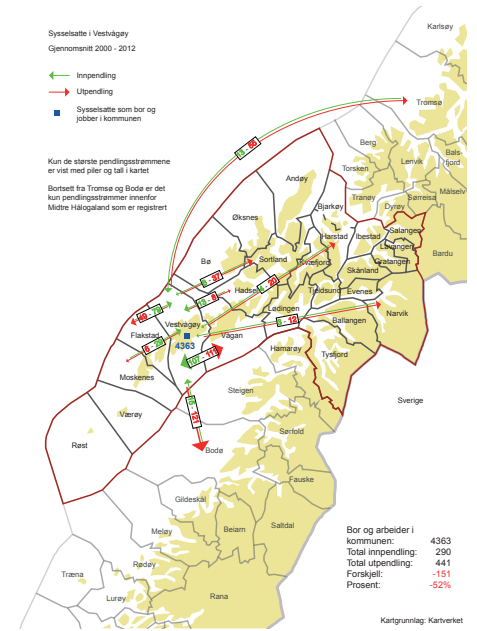 Sysselsatte i Vestvågøy
Gjennomsnitt 2000 - 2012
Innpendling
Utpendling
Sysselsatte som bor og
jobber i kommunen
Kun de største pendlingsstrømmene
er vist med piler og tall i kartet
Bortsett fra Tromsø og Bodø er det
kun pendlingsstrømmer innenfor
Midtre Hålogaland som er registrert
Karlsøy
Tromsø
Berg
Lenvik
Bals-
fjord
Torsken
Målselv
Tranøy
Sørreisa
Dyrøy
Andøy
Bjarkøy
Salangen
Øksnes
Harstad
Ibestad
Lavangen
Bardu
Bø
Sortland
Kvæfjord
Gratangen
Skånland
Hadsel
Tjeldsund
Evenes
Lødingen
Narvik
Ballangen
Flakstad
Vestvågøy
4363
Vågan
Hamarøy
Tysfjord
Moskenes
Steigen
Sverige
Værøy
Røst
Sørfold
Bodø
Fauske
Gildeskål
Saltdal
Beiarn
Meløy
Rødøy
Træna
Rana
Lurøy
Bor og arbeider i
kommunen: 4363
Total innpendling: 290
Total utpendling: 441
Forskjell: -151
Prosent: -52%
Kartgrunnlag: Kartverket